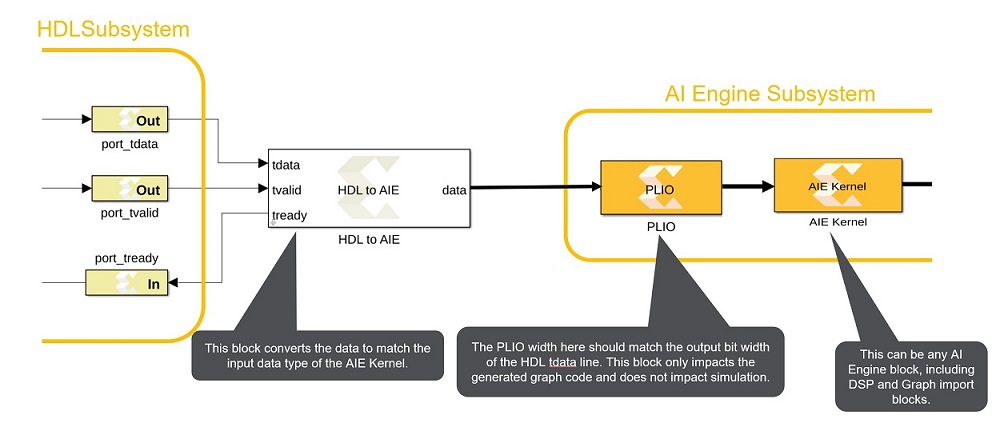 HDLSubsystem
AI Engine Subsystem
Out
port_tdata
Out
port_tvalid
port_tready
In
tdata
tvalid
tready
HDL to AIE
data
HDL to AIE
PLIO
PLIO
AIE Kernel
AIE Kernel
This block converts the data to match the
input data type of the AIE Kernel.
The PLIO width here should match the output bit width
of the HDL tdata line. This block only impacts the
generated graph code and does not impact simulation.
This can be any AI
Engine block, including
DSP and Graph import
blocks.